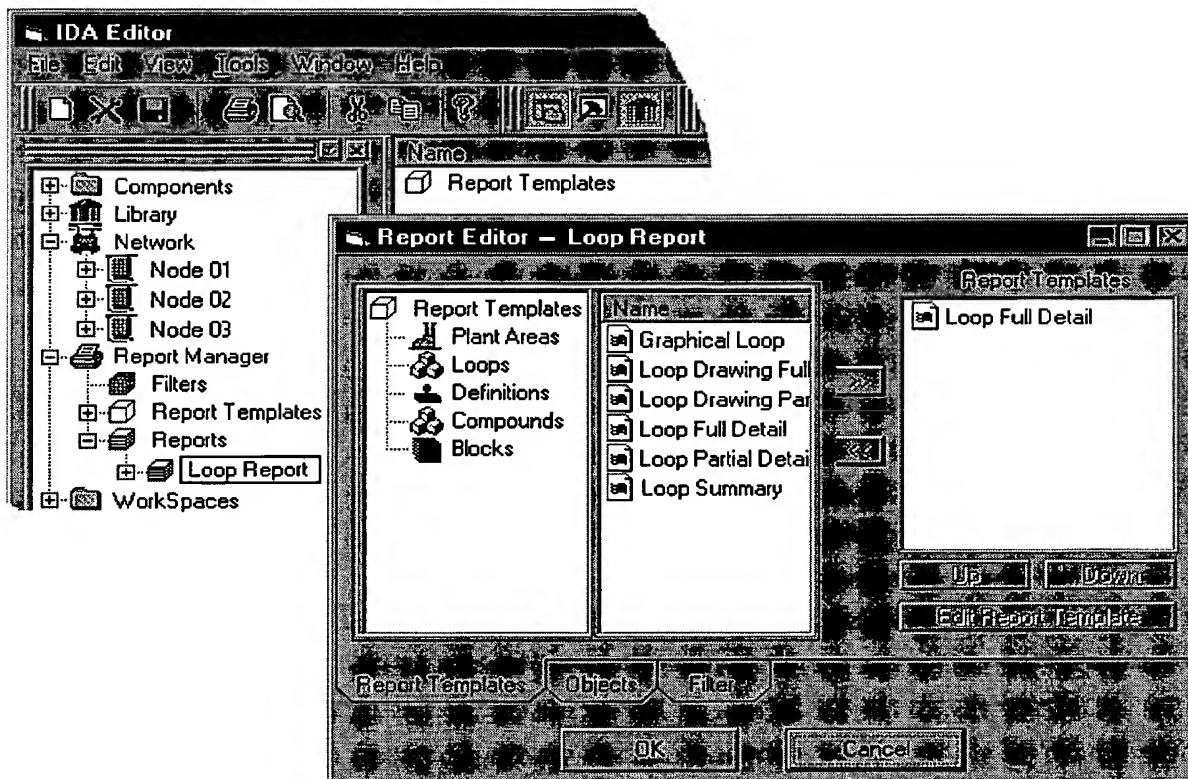 IDA Editor
File Edit View Tools Window Help
Name
Report Templates
Components
Library
Network
Node 01
Node 02
Node 03
Report Manager
Filters
Report Templates
Reports
Loop Report
WorkSpaces
Report Editor – Loop Report
Report Templates
Plant Areas
Loops
Definitions
Compounds
Blocks
Name
Graphical Loop
Loop Drawing Full
Loop Drawing Par
Loop Full Detail
Loop Partial Detai
Loop Summary
>>
<<
Report Templates
Loop Full Detail
Up Down
Edit Report Template
Report Templates Objects Filter
OK Cancel